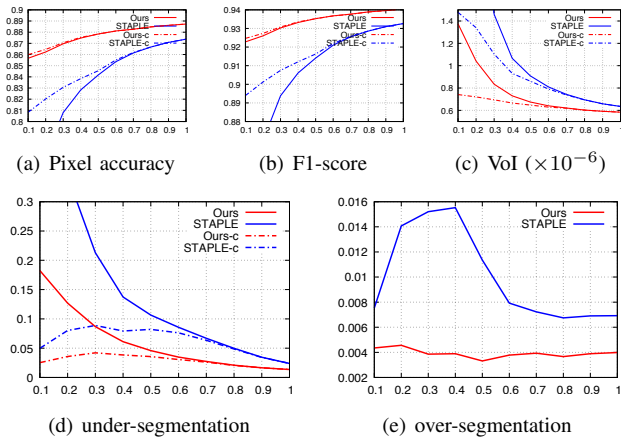 0.9
0.89
0.88
0.87
0.86
0.85
0.84
0.83
0.82
0.81
0.8
0.1 0.2 0.3 0.4 0.5 0.6 0.7 0.8 0.9 1
Ours
STAPLE
Ours-c
STAPLE-c
(a) Pixel accuracy
0.94
0.93
0.92
0.91
0.9
0.89
0.88
0.1 0.2 0.3 0.4 0.5 0.6 0.7 0.8 0.9 1
Ours
STAPLE
Ours-c
STAPLE-c
(b) F1-score
1.4
1.2
1
0.8
0.6
0.1 0.2 0.3 0.4 0.5 0.6 0.7 0.8 0.9 1
Ours
STAPLE
Ours-c
STAPLE-c
(c) VoI (×10⁻⁶)
0.3
0.25
0.2
0.15
0.1
0.05
0
0.1 0.2 0.3 0.4 0.5 0.6 0.7 0.8 0.9 1
Ours
STAPLE
Ours-c
STAPLE-c
(d) under-segmentation
0.016
0.014
0.012
0.01
0.008
0.006
0.004
0.002
0.1 0.2 0.3 0.4 0.5 0.6 0.7 0.8 0.9 1
Ours
STAPLE
(e) over-segmentation